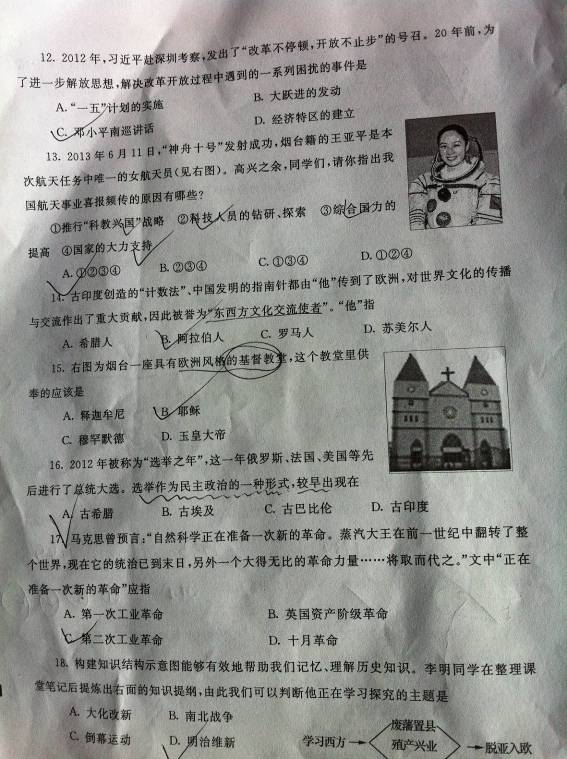 12. 2012 年,习近平赴深圳考察,发出了“改革不停顿,开放不止步”的号召。20 年前,为
了进一步解放思想,解决改革开放过程中遇到的一系列困扰的事件是
A.“一五”计划的实施 B. 大跃进的发动
C. 邓小平南巡讲话 D. 经济特区的建立
13. 2013 年 6 月 11 日,“神舟十号”发射成功,烟台籍的王亚平是本
次航天任务中唯一的女航天员(见右图)。高兴之余,同学们,请你指出我
国航天事业喜报频传的原因有哪些?
①推行“科教兴国”战略 ②科技人员的钻研、探索 ③综合国力的
提高 ④国家的大力支持
A. ①②③④ B. ②③④ C. ①③④ D. ①②④
14. 古印度创造的“计数法”、中国发明的指南针都由“他”传到了欧洲,对世界文化的传播
与交流作出了重大贡献,因此被誉为“东西方文化交流使者”。“他”指
A. 希腊人 B. 阿拉伯人 C. 罗马人 D. 苏美尔人
15. 右图为烟台一座具有欧洲风格的基督教堂,这个教堂里供
奉的应该是
A. 释迦牟尼 B. 耶稣
C. 穆罕默德 D. 玉皇大帝
16. 2012 年被称为“选举之年”,这一年俄罗斯、法国、美国等先
后进行了总统大选。选举作为民主政治的一种形式,较早出现在
A. 古希腊 B. 古埃及 C. 古巴比伦 D. 古印度
17. 马克思曾预言:“自然科学正在准备一次新的革命。蒸汽大王在前一世纪中翻转了整
个世界,现在它的统治已到末日,另外一个大得无比的革命力量……将取而代之。”文中“正在
准备一次新的革命”应指
A. 第一次工业革命 B. 英国资产阶级革命
C. 第二次工业革命 D. 十月革命
18. 构建知识结构示意图能够有效地帮助我们记忆、理解历史知识。李明同学在整理课
堂笔记后提炼出右面的知识提纲,由此我们可以判断他正在学习探究的主题是
A. 大化改新 B. 南北战争
C. 倒幕运动 D. 明治维新
废藩置县
学习西方 殖产兴业 脱亚入欧